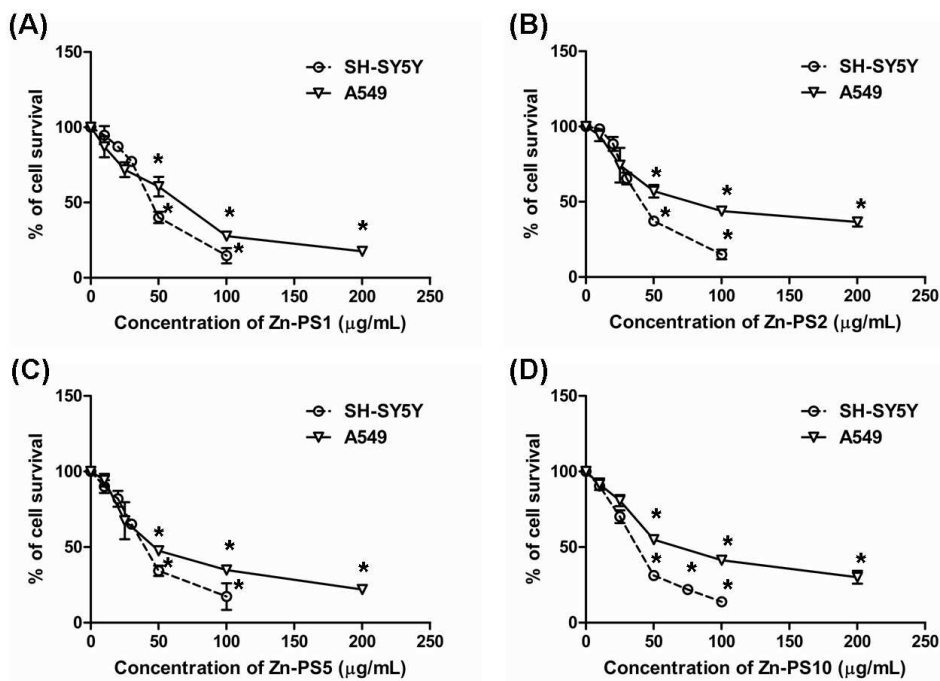 (A)
150
100
50
0
% of cell survival
SH-SY5Y
A549
*
*
*
*
*
0 50 100 150 200 250
Concentration of Zn-PS1 (μg/mL)
(B)
150
100
50
0
% of cell survival
SH-SY5Y
A549
*
*
*
*
*
0 50 100 150 200 250
Concentration of Zn-PS2 (μg/mL)
(C)
150
100
50
0
% of cell survival
SH-SY5Y
A549
*
*
*
*
*
0 50 100 150 200 250
Concentration of Zn-PS5 (μg/mL)
(D)
150
100
50
0
% of cell survival
SH-SY5Y
A549
*
*
*
*
*
*
0 50 100 150 200 250
Concentration of Zn-PS10 (μg/mL)